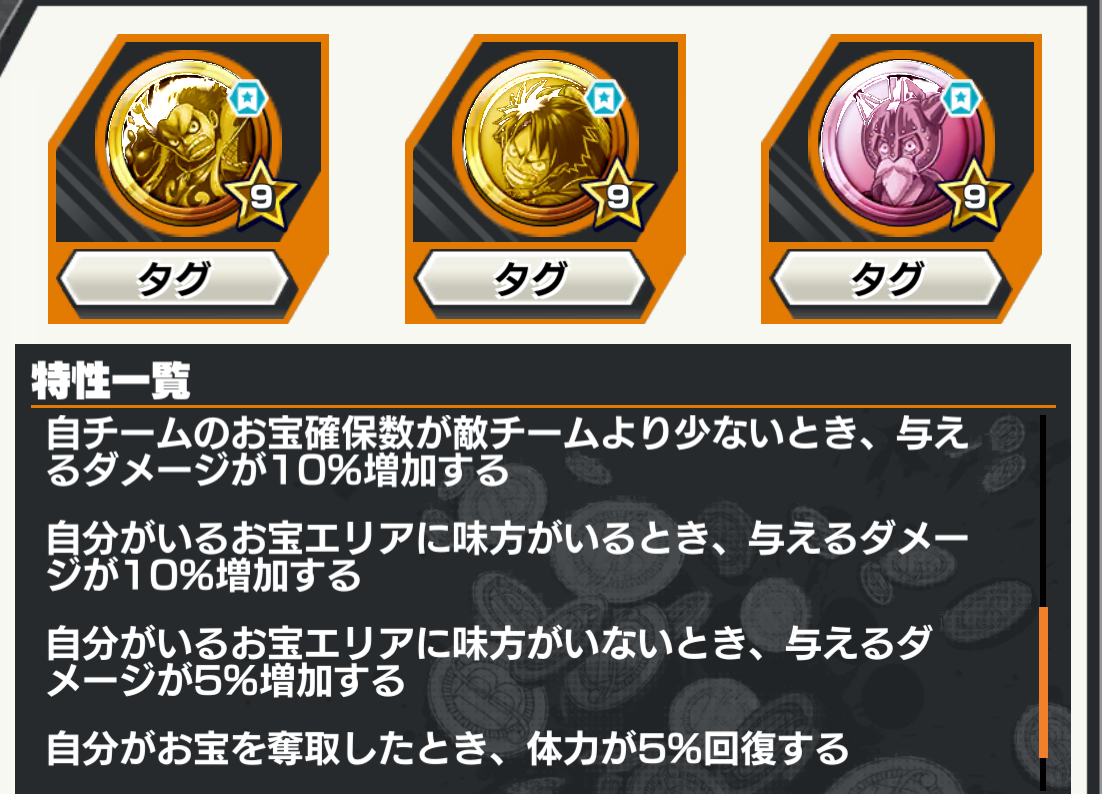 9
9
9
タグ
タグ
タグ
特性一覧
自チームのお宝確保数が敵チームより少ないとき、与え
るダメージが10%増加する
自分がいるお宝エリアに味方がいるとき、与えるダメー
ジが10%増加する
自分がいるお宝エリアに味方がいないとき、与えるダ
メージが5%増加する
自分がお宝を奪取したとき、体力が5%回復する